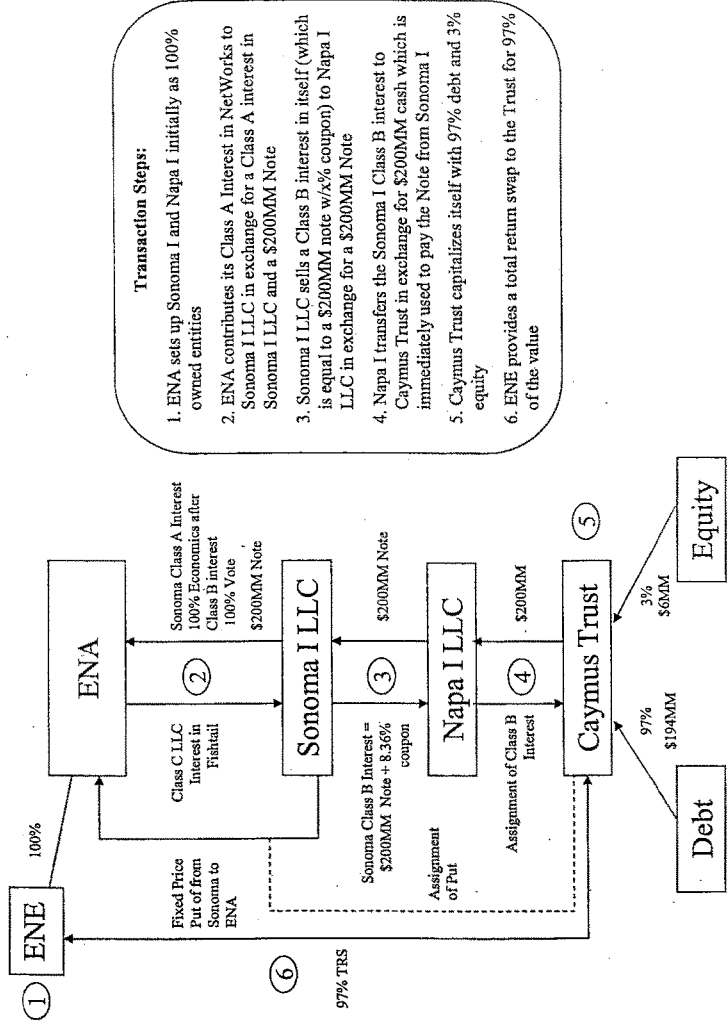 Transaction Steps:
1. ENA sets up Sonoma I and Napa I initially as 100%
owned entities
2. ENA contributes its Class A Interest in NetWorks to
Sonoma I LLC in exchange for a Class A interest in
Sonoma I LLC and a $200MM Note
3. Sonoma I LLC sells a Class B interest in itself (which
is equal to a $200MM note w/x% coupon) to Napa I
LLC in exchange for a $200MM Note
4. Napa I transfers the Sonoma I Class B interest to
Caymus Trust in exchange for $200MM cash which is
immediately used to pay the Note from Sonoma I
5. Caymus Trust capitalizes itself with 97% debt and 3%
equity
6. ENE provides a total return swap to the Trust for 97%
of the value
1
ENE
100%
ENA
Fixed Price
Put of from
Sonoma to
ENA
Class C LLC
Interest in
Fishtail
2
Sonoma Class A Interest
100% Economics after
Class B interest
100% Vote
$200MM Note
Sonoma I LLC
6
97% TRS
Sonoma Class B Interest =
$200MM Note + 8.36%
coupon
3
$200MM Note
Assignment
of Put
Napa I LLC
Assignment of Class B
Interest
4
$200MM
Caymus Trust
5
97%
$194MM
3%
$6MM
Debt
Equity